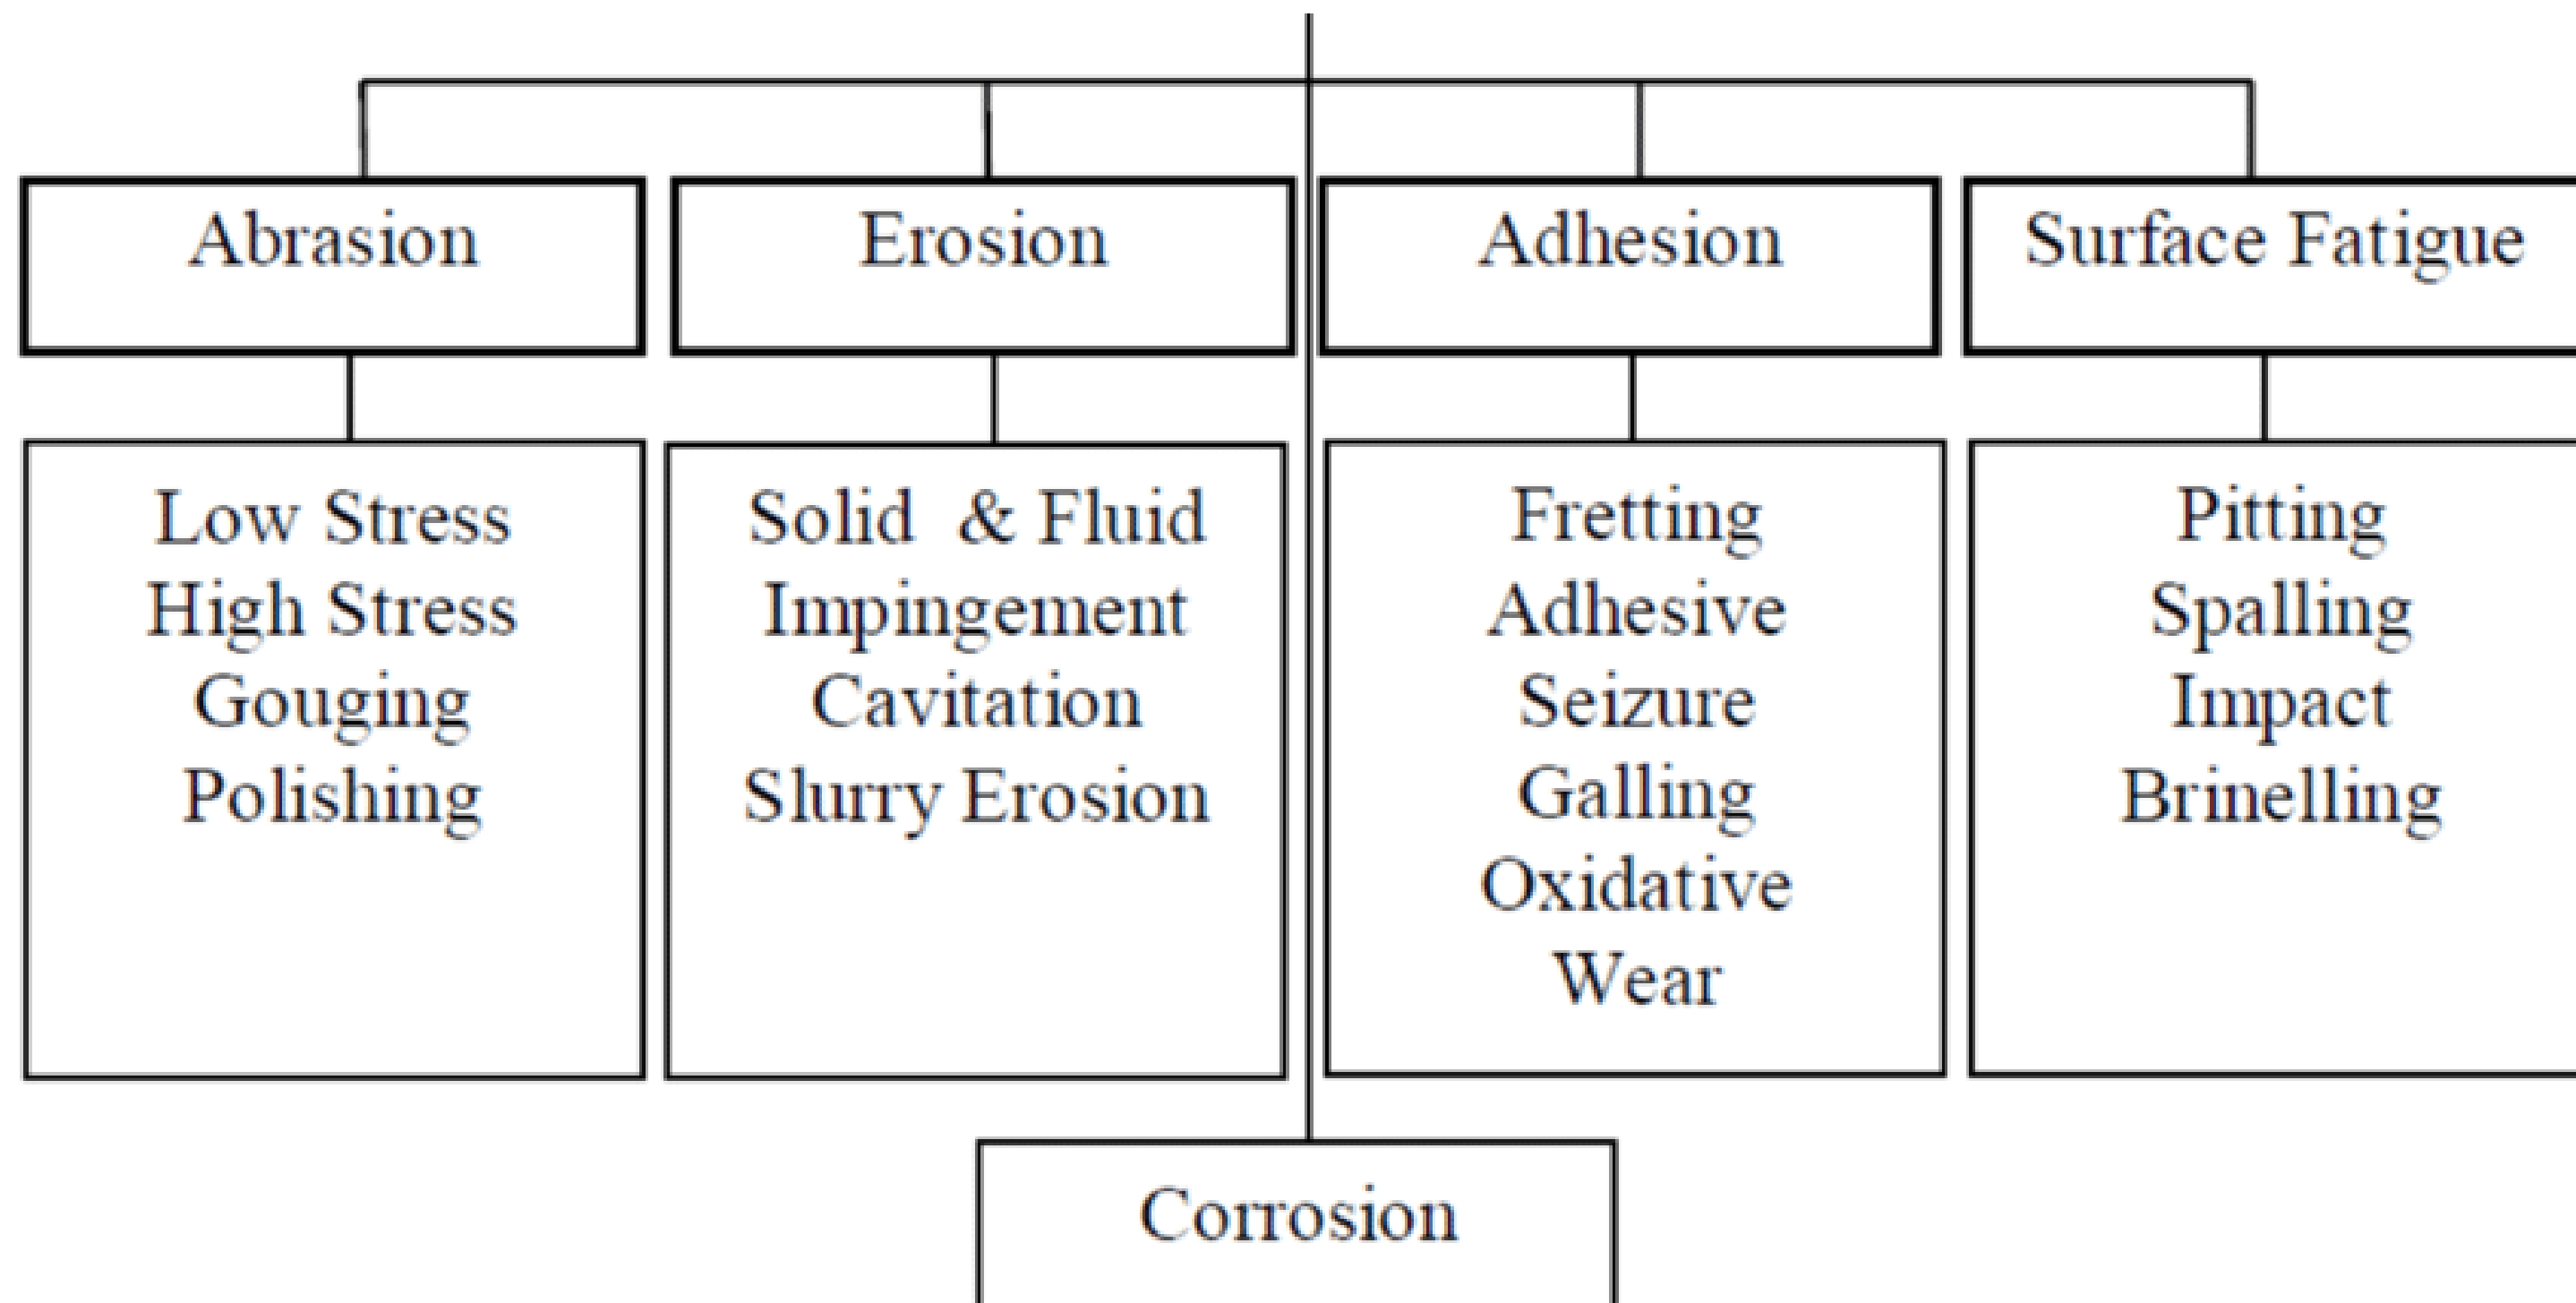 Abrasion
Erosion
Adhesion
Surface Fatigue
Low Stress
High Stress
Gouging
Polishing
Solid & Fluid
Impingement
Cavitation
Slurry Erosion
Fretting
Adhesive
Seizure
Galling
Oxidative
Wear
Pitting
Spalling
Impact
Brinelling
Corrosion